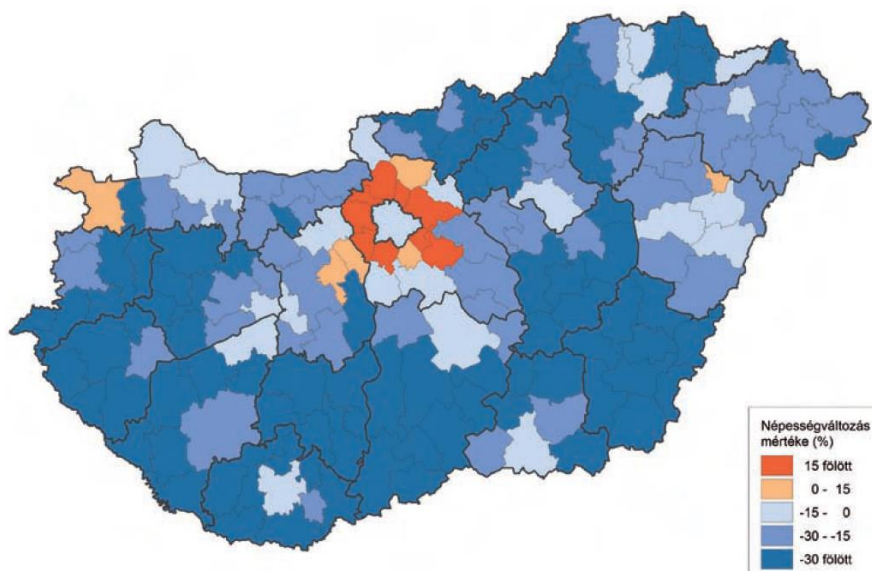 Népességváltozás
mértéke (%)
15 fölött
0 - 15
-15 - 0
-30 - -15
-30 fölött